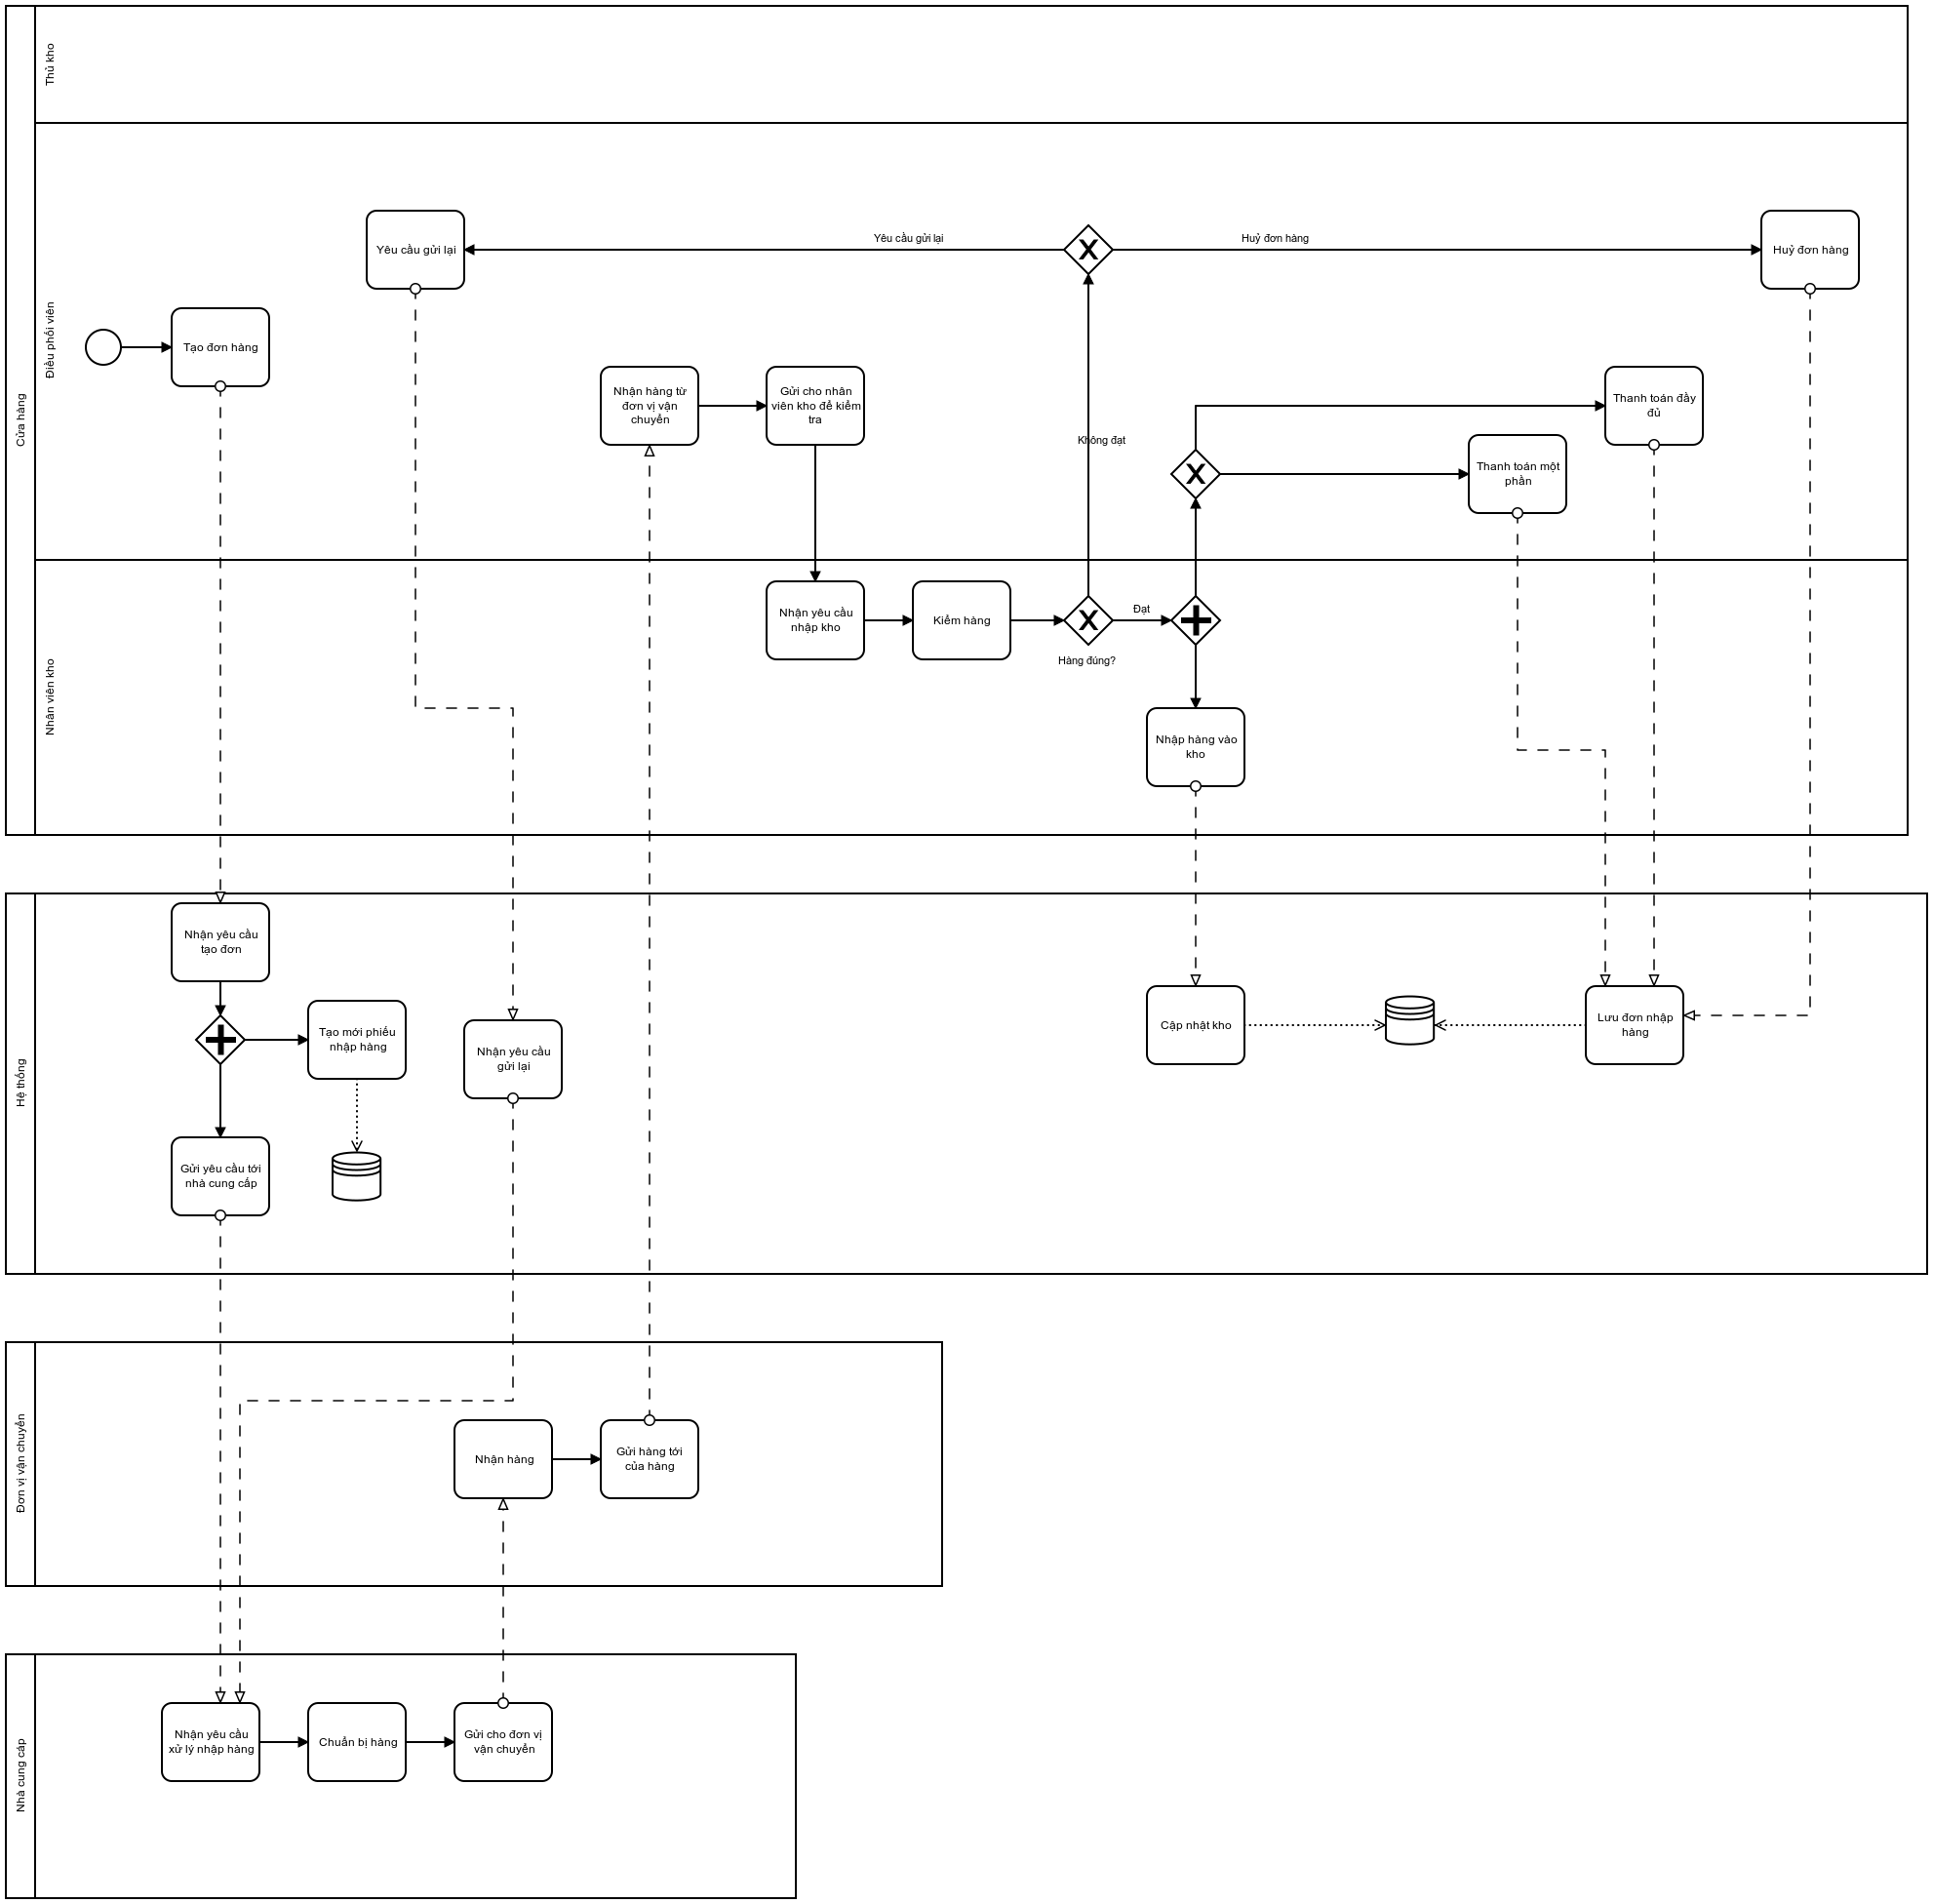 Cửa hàng
Thủ kho
Điều phối viên
Yêu cầu gửi lại
Yêu cầu gửi lại
Huỷ đơn hàng
Huỷ đơn hàng
Tạo đơn hàng
Nhận hàng từ
đơn vị vận
chuyển
Gửi cho nhân
viên kho để kiểm
tra
Không đạt
Thanh toán đầy
đủ
Thanh toán một
phần
Nhân viên kho
Nhận yêu cầu
nhập kho
Kiểm hàng
Hàng đúng?
Đạt
Nhập hàng vào
kho
Hệ thống
Nhận yêu cầu
tạo đơn
Tạo mới phiếu
nhập hàng
Nhận yêu cầu
gửi lại
Cập nhật kho
Lưu đơn nhập
hàng
Gửi yêu cầu tới
nhà cung cấp
Đơn vị vận chuyển
Nhận hàng
Gửi hàng tới
của hàng
Nhà cung cáp
Nhận yêu cầu
xử lý nhập hàng
Chuẩn bị hàng
Gửi cho đơn vị
vận chuyển